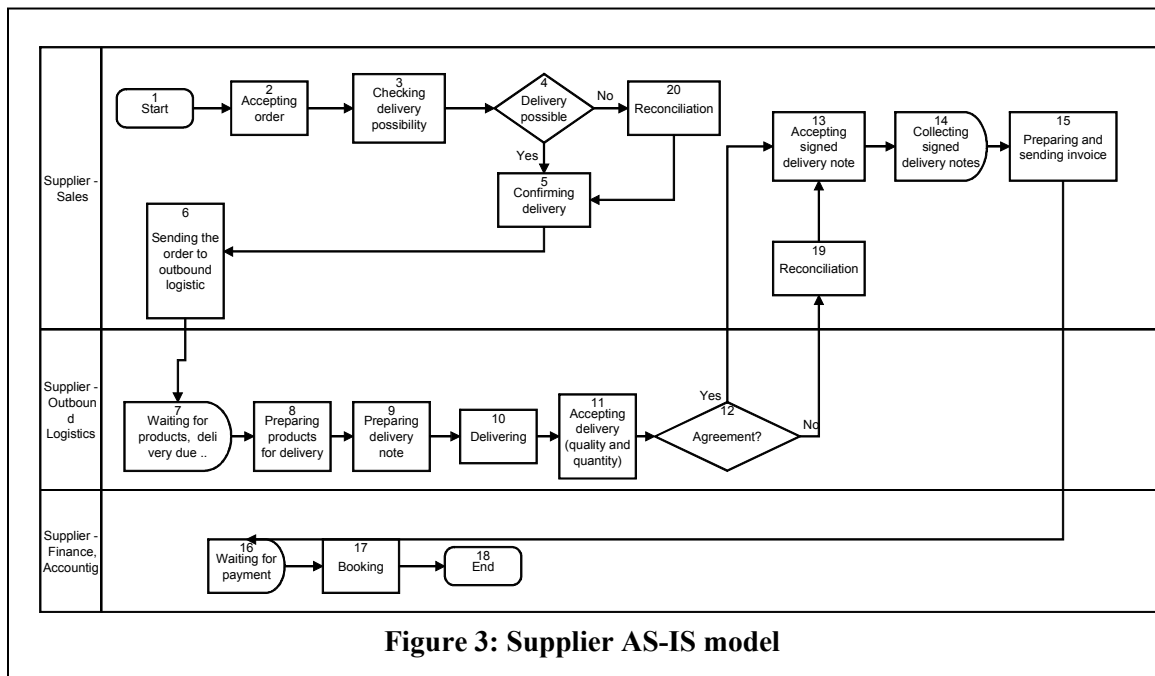 Supplier -
Sales
1
Start
2
Accepting
order
3
Checking
delivery
possibility
4
Delivery
possible
No
20
Reconciliation
Yes
5
Confirming
delivery
6
Sending the
order to
outbound
logistic
13
Accepting
signed
delivery note
14
Collecting
signed
delivery notes
15
Preparing and
sending invoice
19
Reconciliation
Supplier -
Outboun
d
Logistics
7
Waiting for
products, deli
very due ..
8
Preparing
products
for delivery
9
Preparing
delivery
note
10
Delivering
11
Accepting
delivery
(quality and
quantity)
Yes
12
Agreement?
No
Supplier -
Finance,
Accountig
16
Waiting for
payment
17
Booking
18
End
Figure 3: Supplier AS-IS model